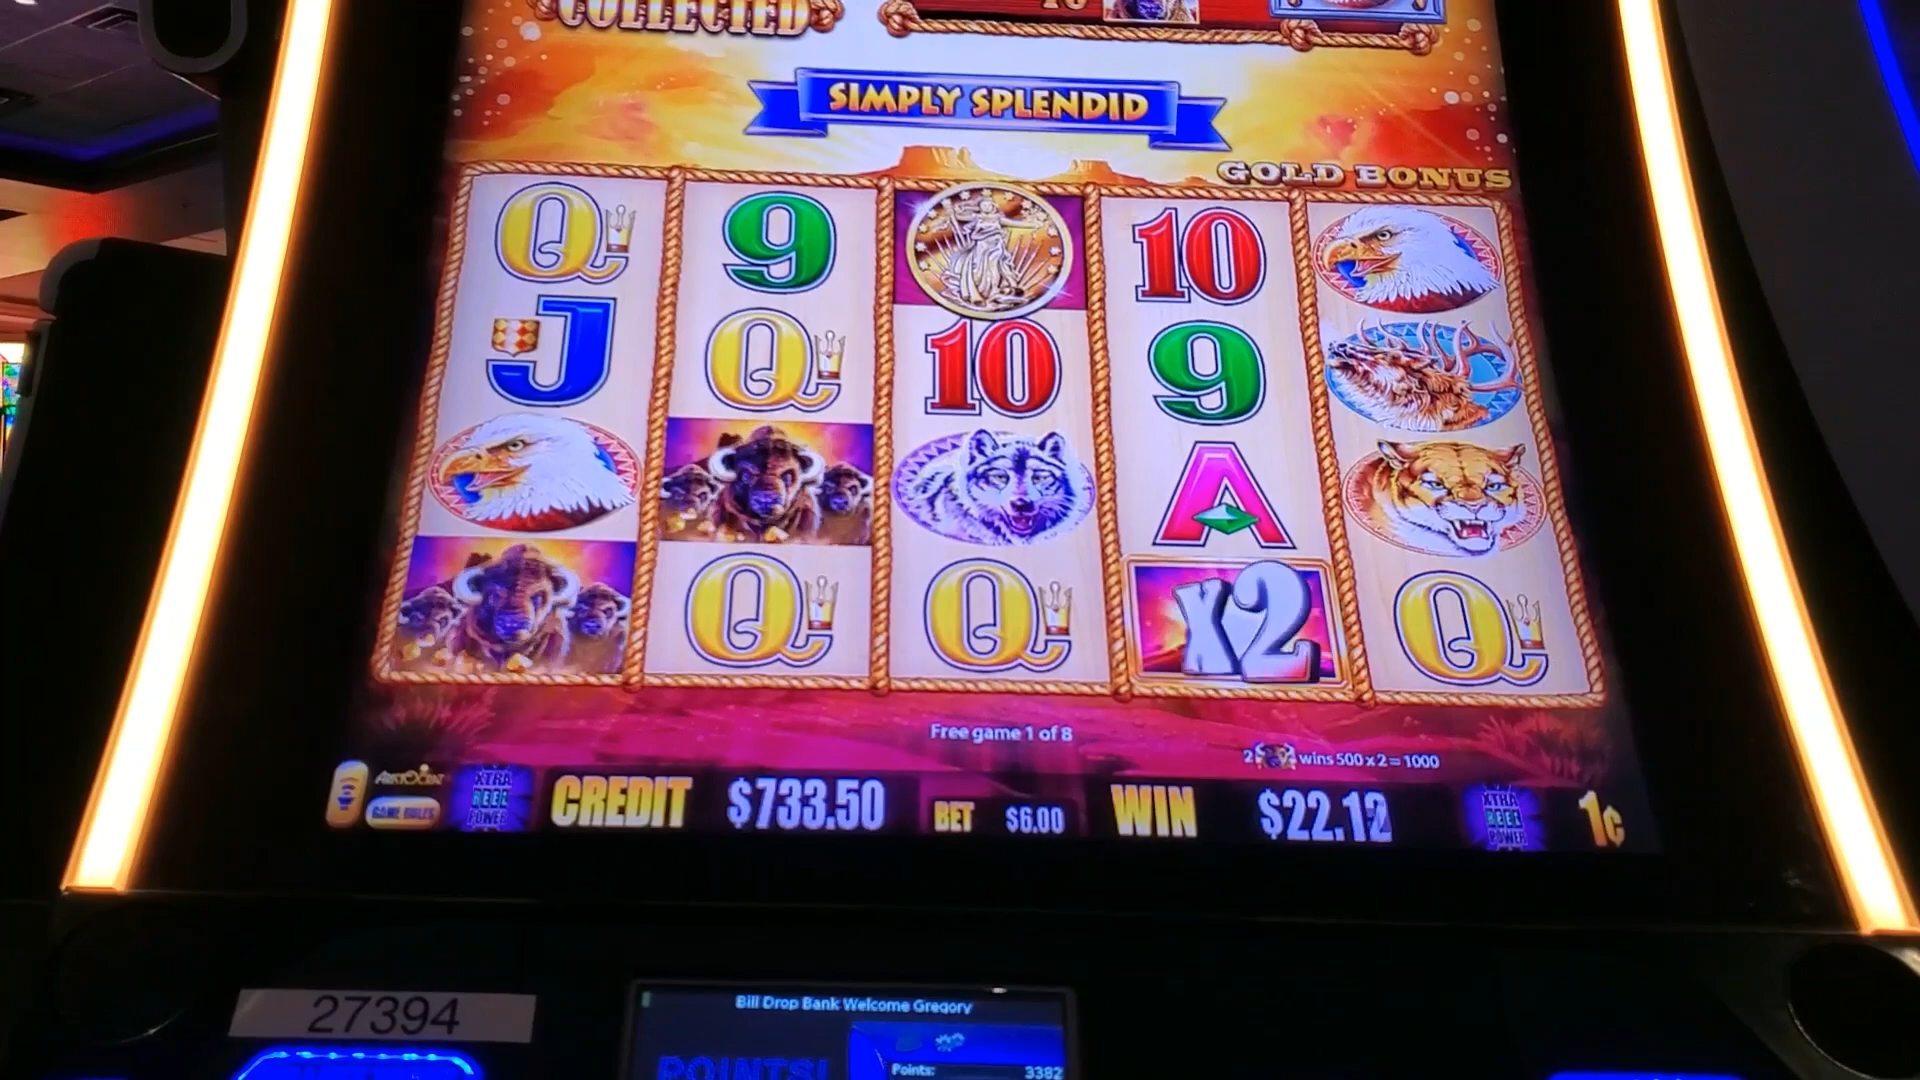 COLLECTED
SIMPLY SPLENDID
GOLD BONUS
Q 9 10
J Q 10 9
A
Q Q X2 Q
Free game 1 of 8
2 wins 500 x 2 = 1000
ARISTOCRAT
GAME RULES
XTRA
REEL
POWER
CREDIT $733.50 BET $6.00 WIN $22.12
XTRA
REEL
POWER
1¢
27394
Bill Drop Bank Welcome Gregory
POINTS!
Points: 3382